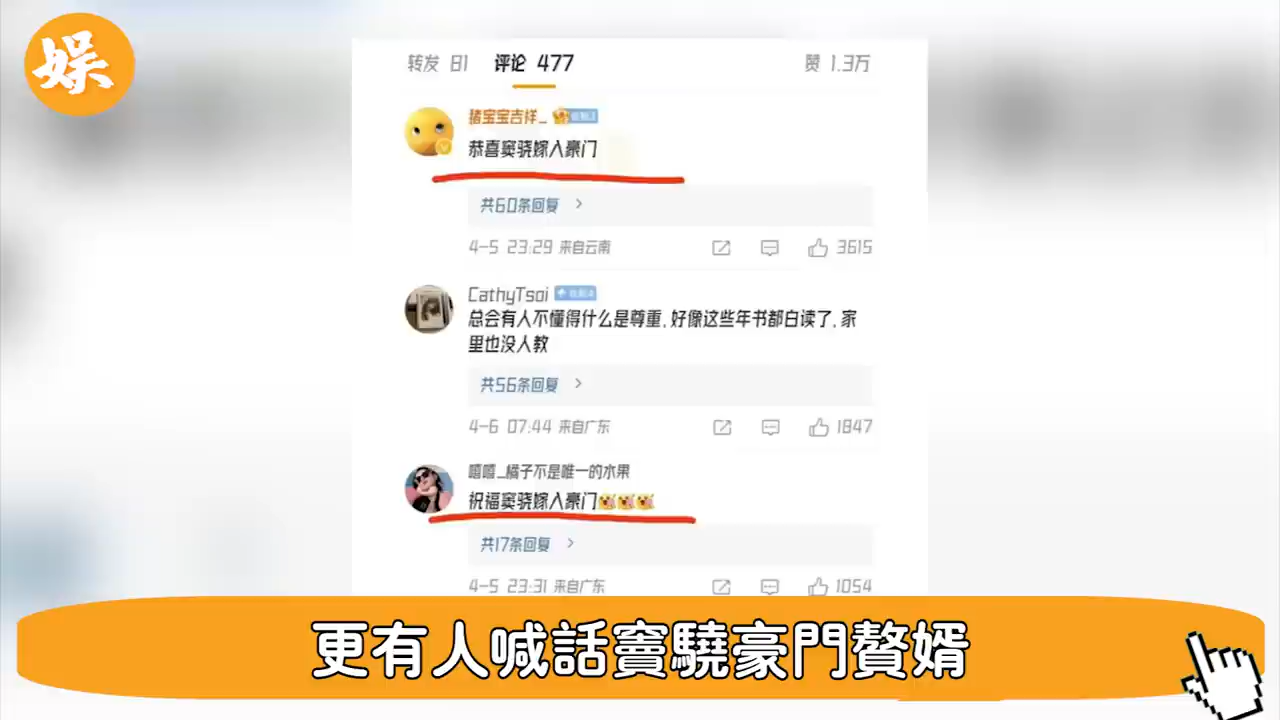 娱
转发 81 评论 477 赞 1.3万
猪宝宝吉祥_
恭喜窦骁嫁入豪门
共60条回复 >
4-5 23:29 来自云南 3615
CathyTsoi
总会有人不懂得什么是尊重,好像这些年书都白读了,家
里也没人教
共56条回复 >
4-6 07:44 来自广东 1847
嘻嘻_橘子不是唯一的水果
祝福窦骁嫁入豪门
共17条回复 >
4-5 23:31 来自广东 1054
更有人喊話竇驍豪門贅婿